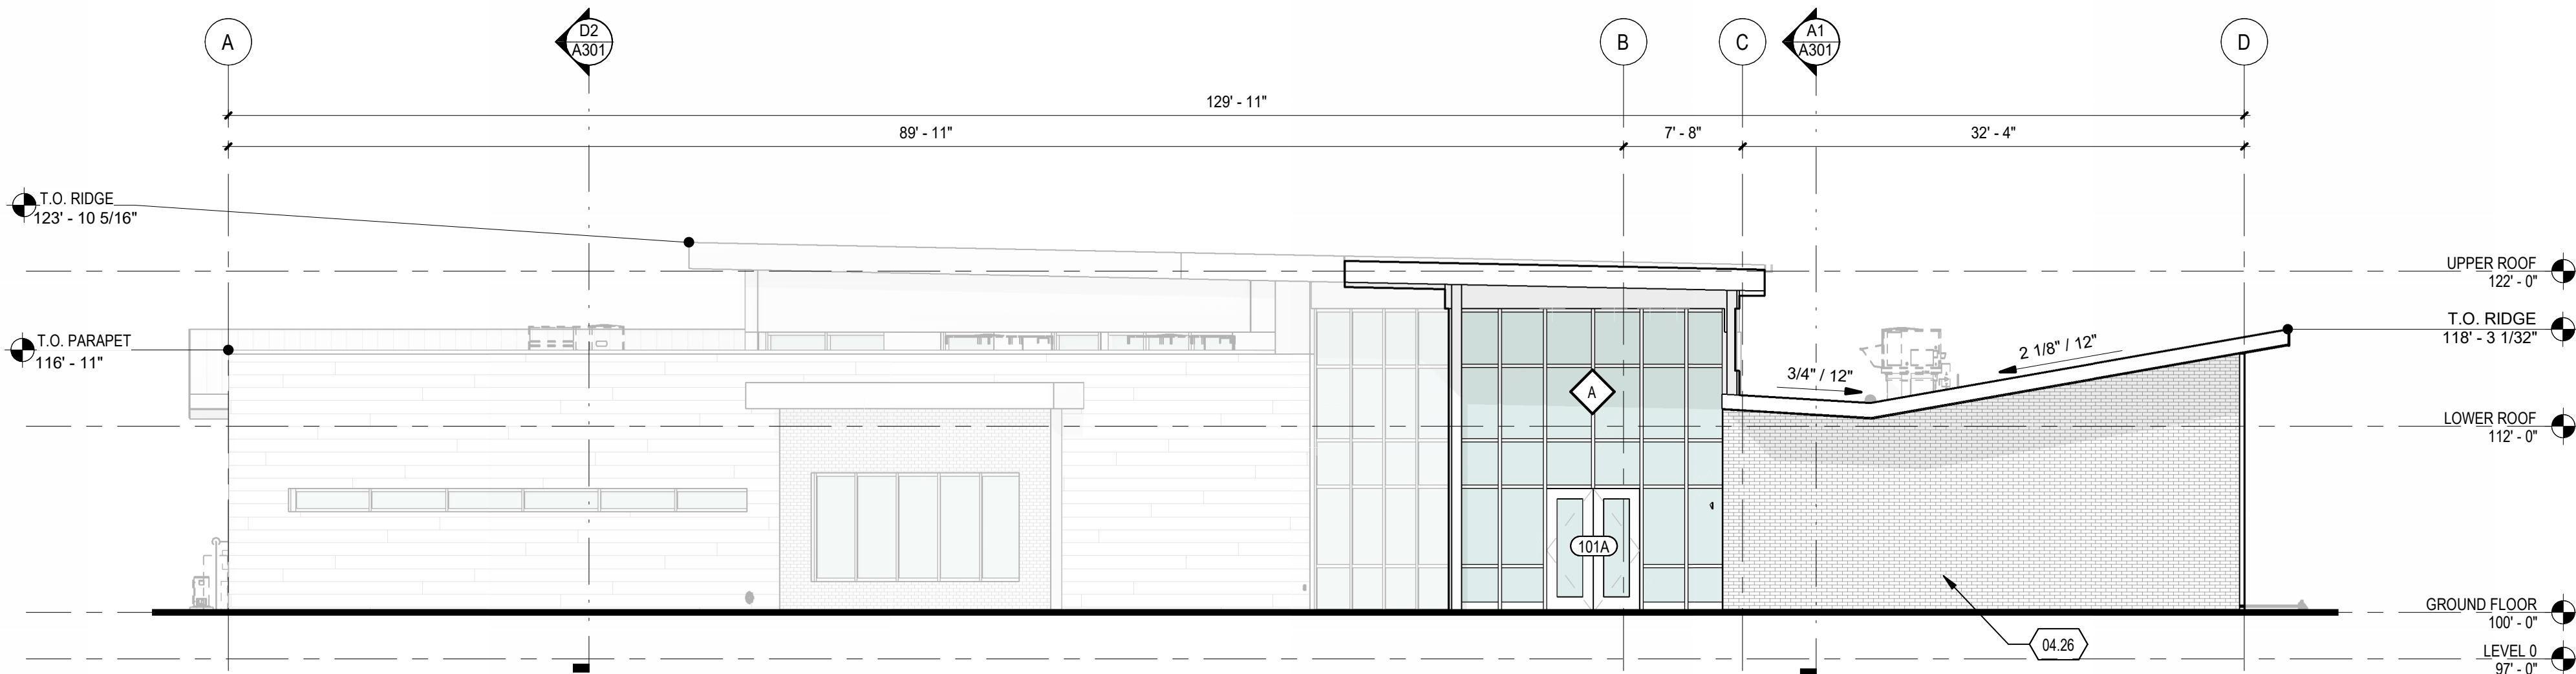 A
D2
A301
B
C
A1
A301
D
129' - 11"
89' - 11"
7' - 8"
32' - 4"
T.O. RIDGE
123' - 10 5/16"
UPPER ROOF
122' - 0"
T.O. PARAPET
116' - 11"
T.O. RIDGE
118' - 3 1/32"
2 1/8" / 12"
3/4" / 12"
A
LOWER ROOF
112' - 0"
101A
GROUND FLOOR
100' - 0"
04.26
LEVEL 0
97' - 0"